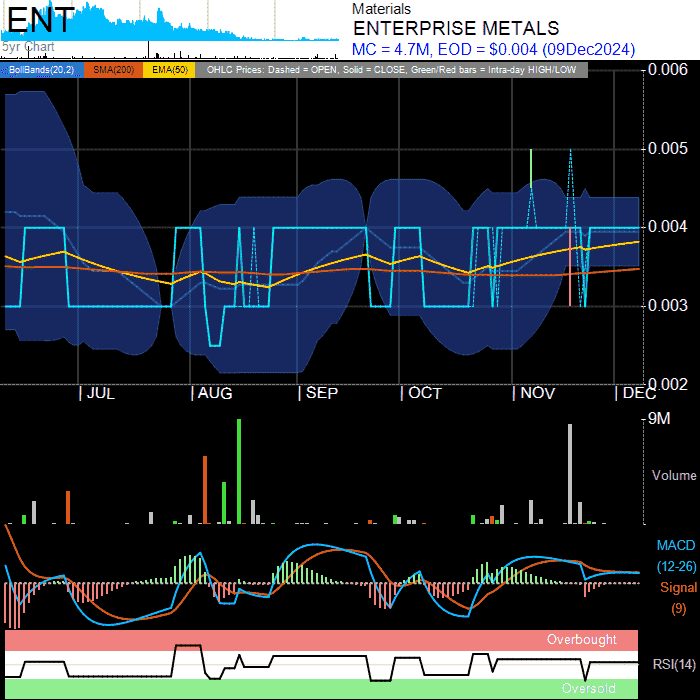 ENT
5yr Chart
Materials
ENTERPRISE METALS
MC = 4.7M, EOD = $0.004 (09Dec2024)
BollBands(20,2) SMA(200) EMA(50) OHLC Prices: Dashed = OPEN, Solid = CLOSE, Green/Red bars = Intra-day HIGH/LOW
0.006
0.005
0.004
0.003
0.002
| JUL | AUG | SEP | OCT | NOV | DEC
9M
Volume
MACD
(12-26)
Signal
(9)
Overbought
RSI(14)
Oversold